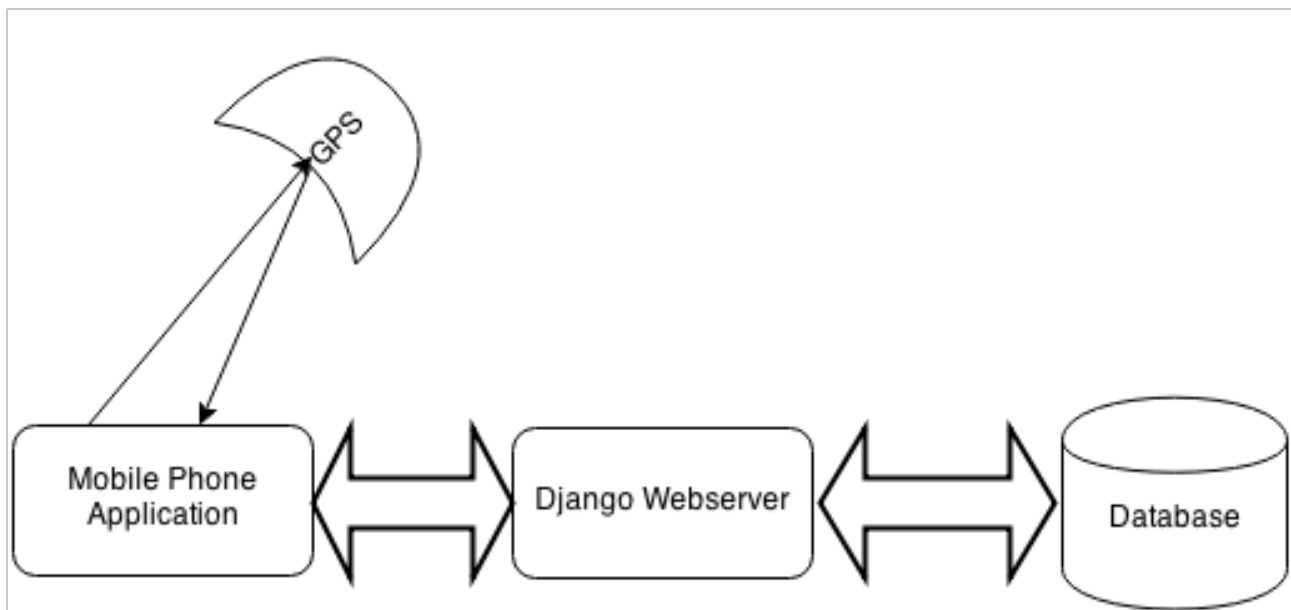 GPS
Mobile Phone
Application
Django Webserver
Database